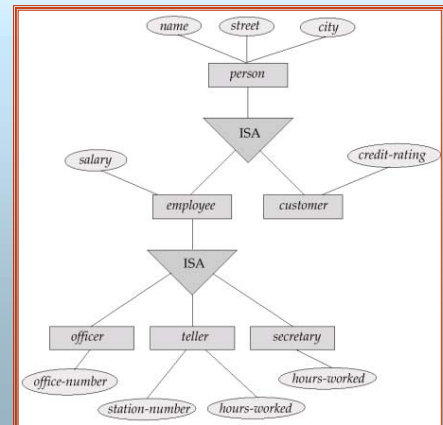 name street city
person
ISA
salary credit-rating
employee customer
ISA
officer teller secretary
office-number hours-worked
station-number hours-worked